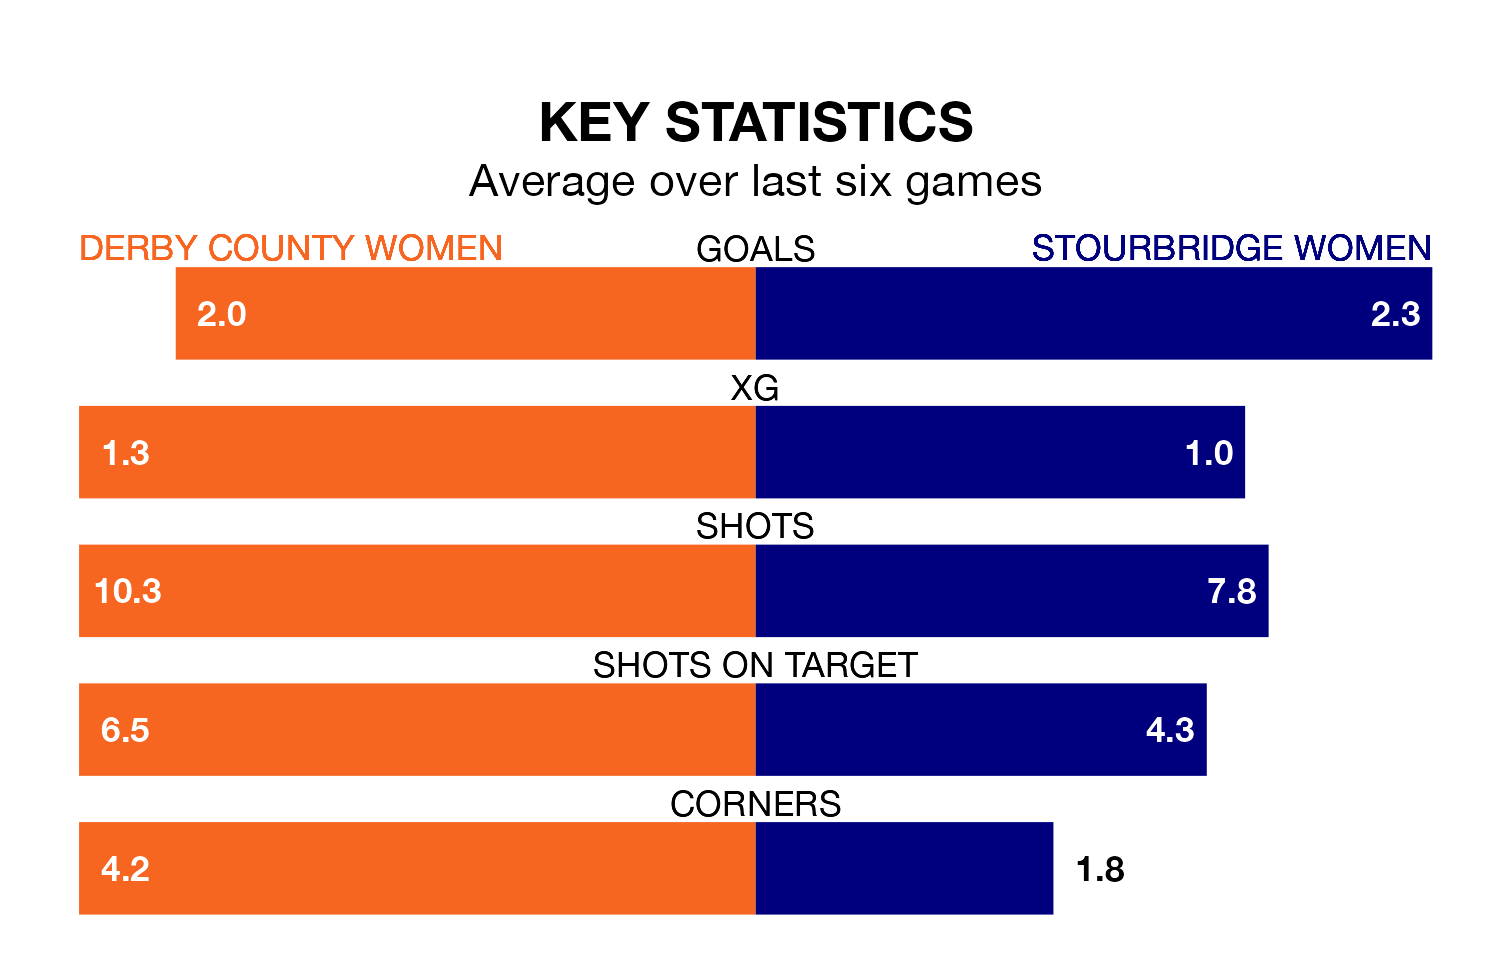 KEY STATISTICS
Average over last six games
DERBY COUNTY WOMEN GOALS STOURBRIDGE WOMEN
2.0 2.3
XG
1.3 1.0
SHOTS
10.3 7.8
SHOTS ON TARGET
6.5 4.3
CORNERS
4.2 1.8